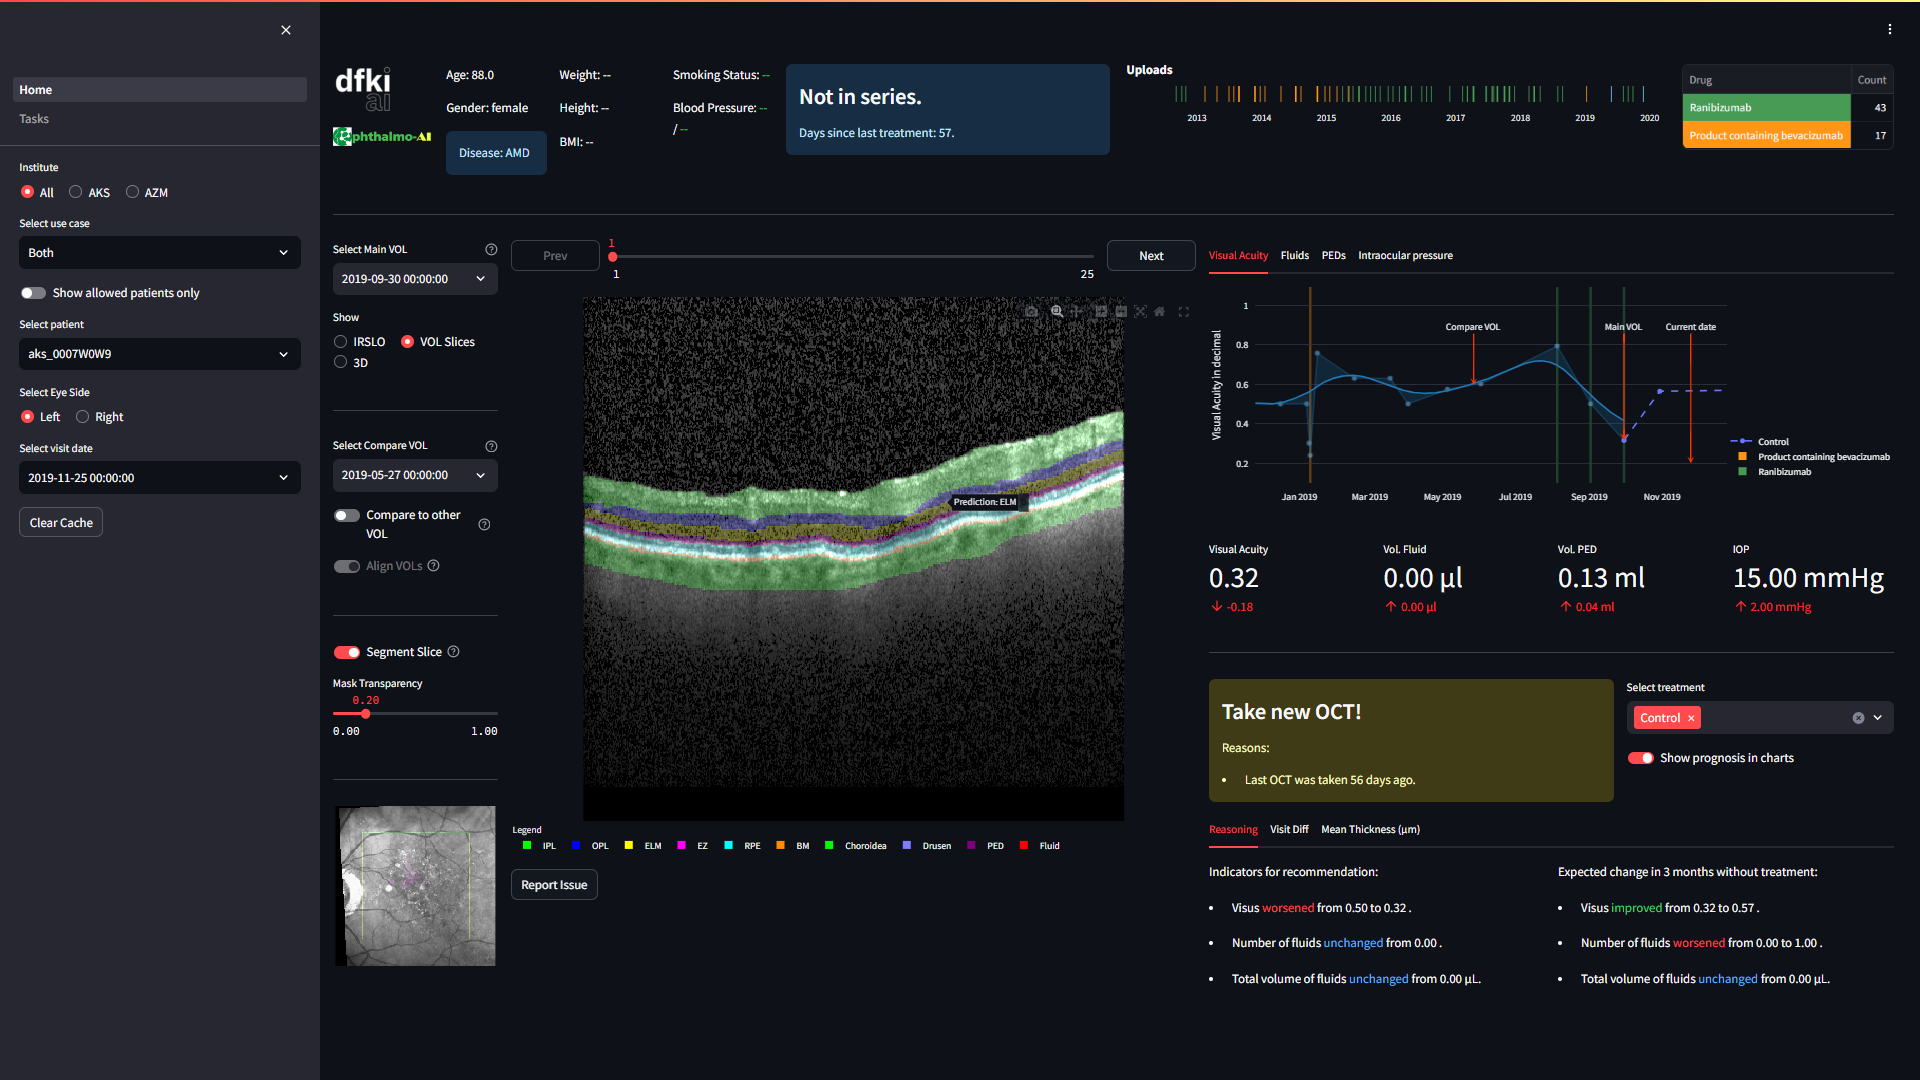 Home
Tasks
Institute
All
AKS
AZM
Select use case
Both
Show allowed patients only
Select patient
aks_0007W0W9
Select Eye Side
Left
Right
Select visit date
2019-11-25 00:00:00
Clear Cache
dfki
ai
Ophthalmo-AI
Age: 88.0
Gender: female
Disease: AMD
Weight: --
Height: --
BMI: --
Smoking Status: --
Blood Pressure: --
/ --
Not in series.
Days since last treatment: 57.
Uploads
2013 2014 2015 2016 2017 2018 2019 2020
Drug Count
Ranibizumab 43
Product containing bevacizumab 17
Select Main VOL
2019-09-30 00:00:00
Show
IRSLO
VOL Slices
3D
Select Compare VOL
2019-05-27 00:00:00
Compare to other
VOL
Align VOLs
Segment Slice
Mask Transparency
0.20
0.00 1.00
Prev
1
1 25
Next
Prediction: ELM
Legend
IPL OPL ELM EZ RPE BM Choroidea Drusen PED Fluid
Report Issue
Visual Acuity Fluids PEDs Intraocular pressure
Visual Acuity in decimal
1
0.8
0.6
0.4
0.2
Compare VOL
Main VOL
Current date
Jan 2019 Mar 2019 May 2019 Jul 2019 Sep 2019 Nov 2019
Control
Product containing bevacizumab
Ranibizumab
Visual Acuity
0.32
-0.18
Vol. Fluid
0.00 µl
0.00 µl
Vol. PED
0.13 ml
0.04 ml
IOP
15.00 mmHg
2.00 mmHg
Take new OCT!
Reasons:
Last OCT was taken 56 days ago.
Select treatment
Control
Show prognosis in charts
Reasoning Visit Diff Mean Thickness (µm)
Indicators for recommendation:
Visus worsened from 0.50 to 0.32 .
Number of fluids unchanged from 0.00 .
Total volume of fluids unchanged from 0.00 µL.
Expected change in 3 months without treatment:
Visus improved from 0.32 to 0.57 .
Number of fluids worsened from 0.00 to 1.00 .
Total volume of fluids unchanged from 0.00 µL.